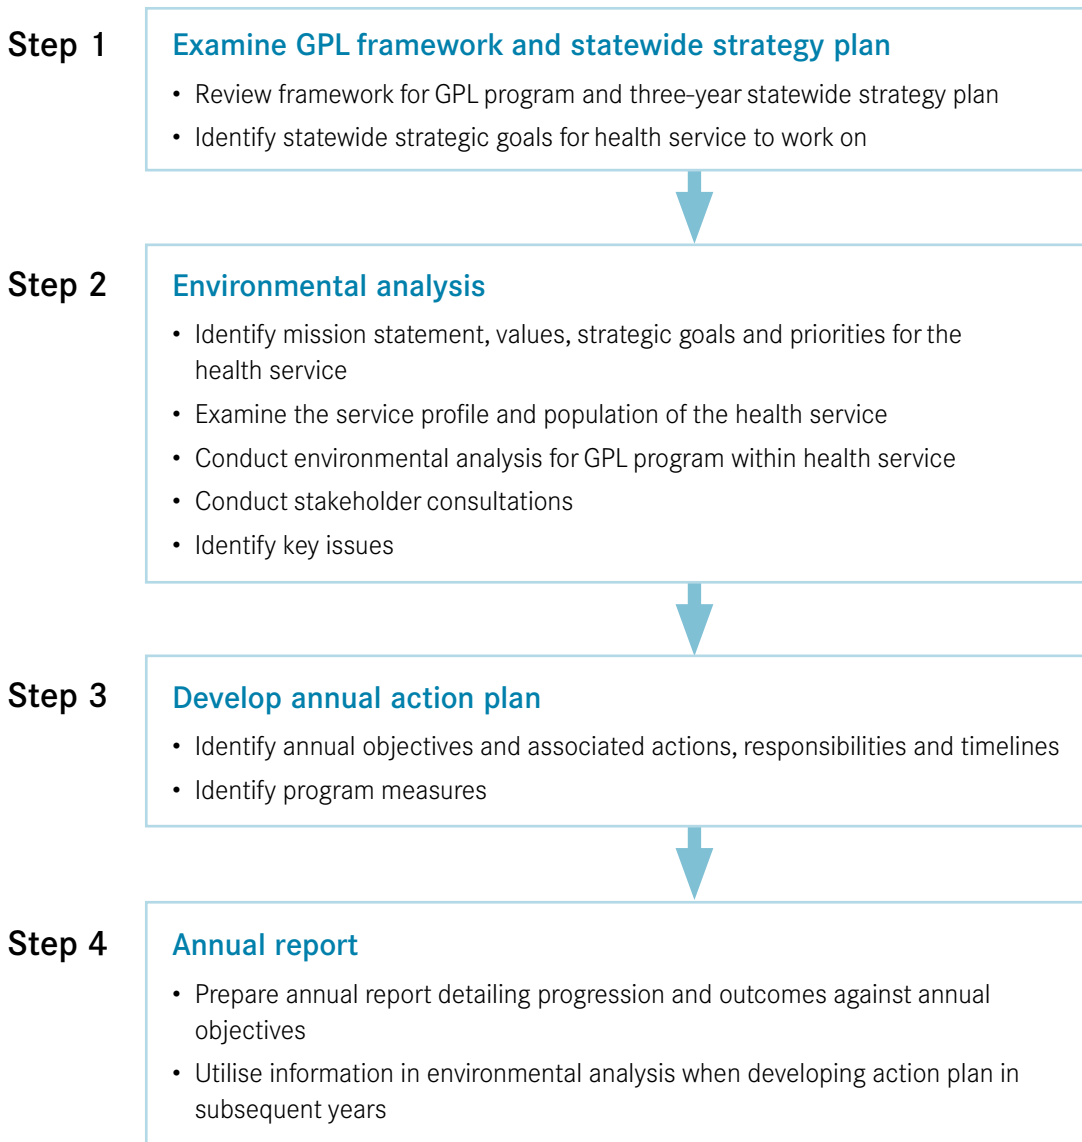 Step 1
Examine GPL framework and statewide strategy plan
• Review framework for GPL program and three-year statewide strategy plan
• Identify statewide strategic goals for health service to work on
Step 2
Environmental analysis
• Identify mission statement, values, strategic goals and priorities for the
health service
• Examine the service profile and population of the health service
• Conduct environmental analysis for GPL program within health service
• Conduct stakeholder consultations
• Identify key issues
Step 3
Develop annual action plan
• Identify annual objectives and associated actions, responsibilities and timelines
• Identify program measures
Step 4
Annual report
• Prepare annual report detailing progression and outcomes against annual
objectives
• Utilise information in environmental analysis when developing action plan in
subsequent years